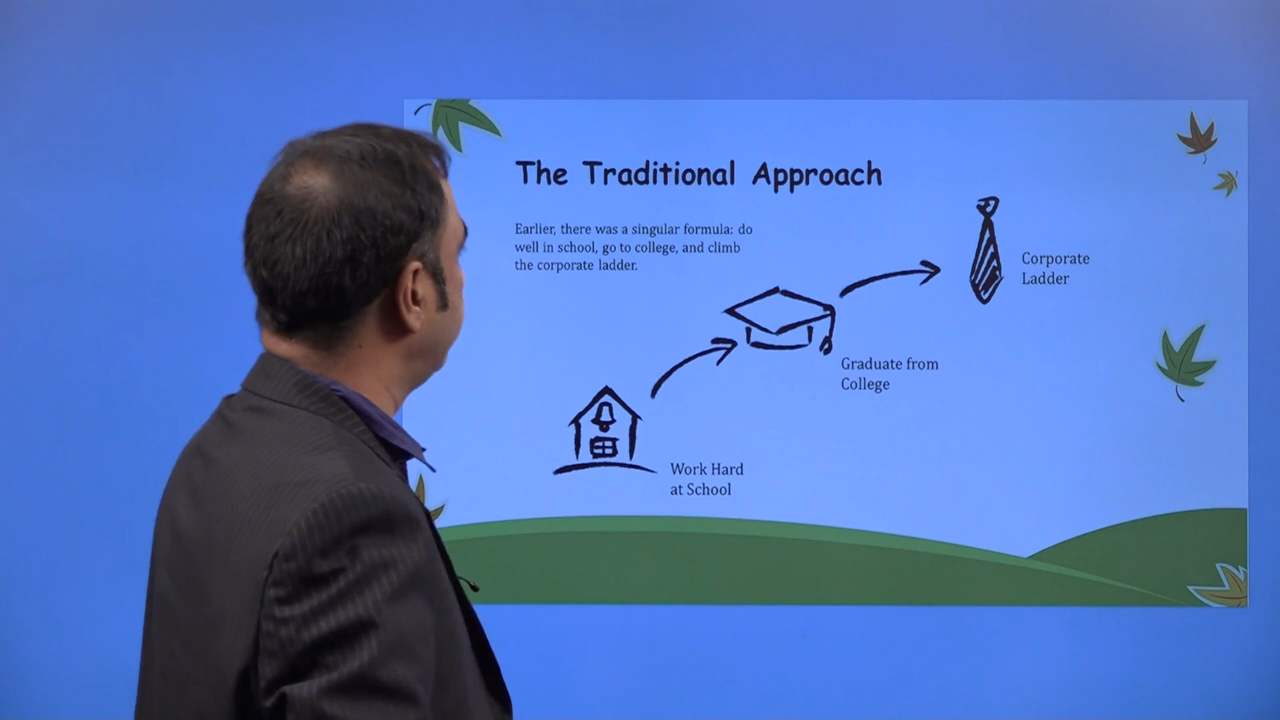 The Traditional Approach
Earlier, there was a singular formula: do
well in school, go to college, and climb
the corporate ladder.
Corporate
Ladder
Graduate from
College
Work Hard
at School